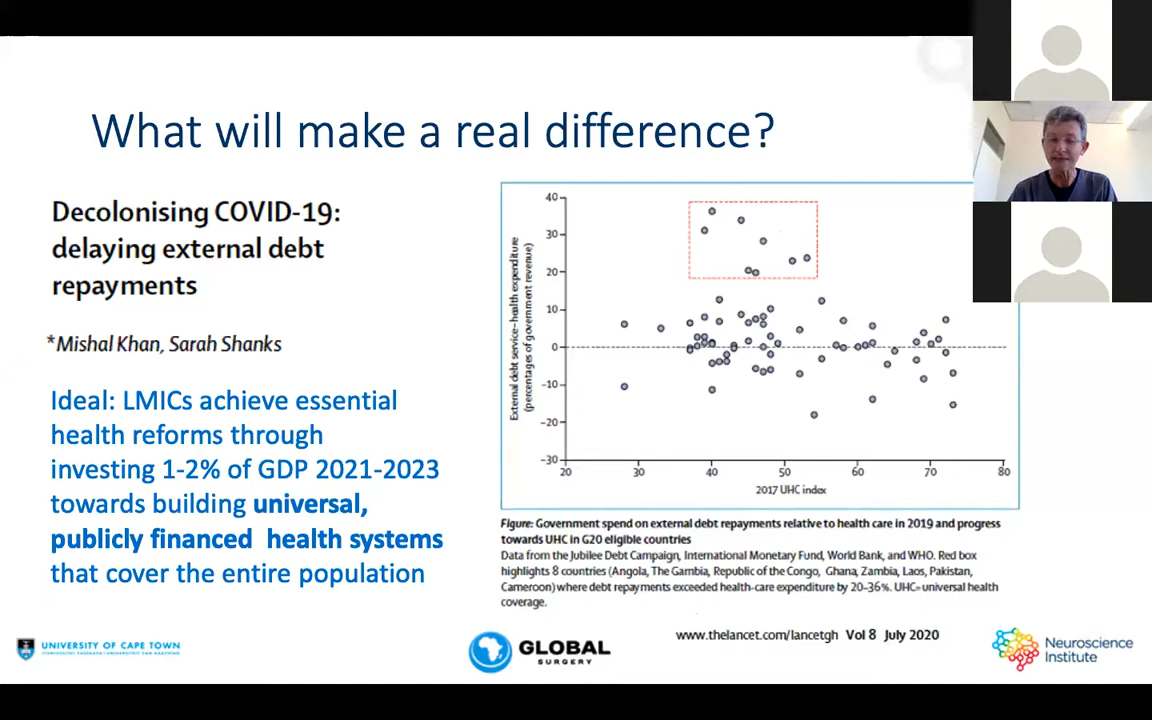 What will make a real difference?
Decolonising COVID-19:
delaying external debt
repayments
*Mishal Khan, Sarah Shanks
Ideal: LMICs achieve essential
health reforms through
investing 1-2% of GDP 2021-2023
towards building universal,
publicly financed health systems
that cover the entire population
External debt service–health expenditure
(percentages of government revenue)
40
30
20
10
0
–10
–20
–30
20
30
40
50
60
70
80
2017 UHC index
Figure: Government spend on external debt repayments relative to health care in 2019 and progress
towards UHC in G20 eligible countries
Data from the Jubilee Debt Campaign, International Monetary Fund, World Bank, and WHO. Red box
highlights 8 countries (Angola, The Gambia, Republic of the Congo, Ghana, Zambia, Laos, Pakistan,
Cameroon) where debt repayments exceeded health-care expenditure by 20–36%. UHC=universal health
coverage.
www.thelancet.com/lancetgh Vol 8 July 2020
UNIVERSITY OF CAPE TOWN
GLOBAL
SURGERY
Neuroscience
Institute